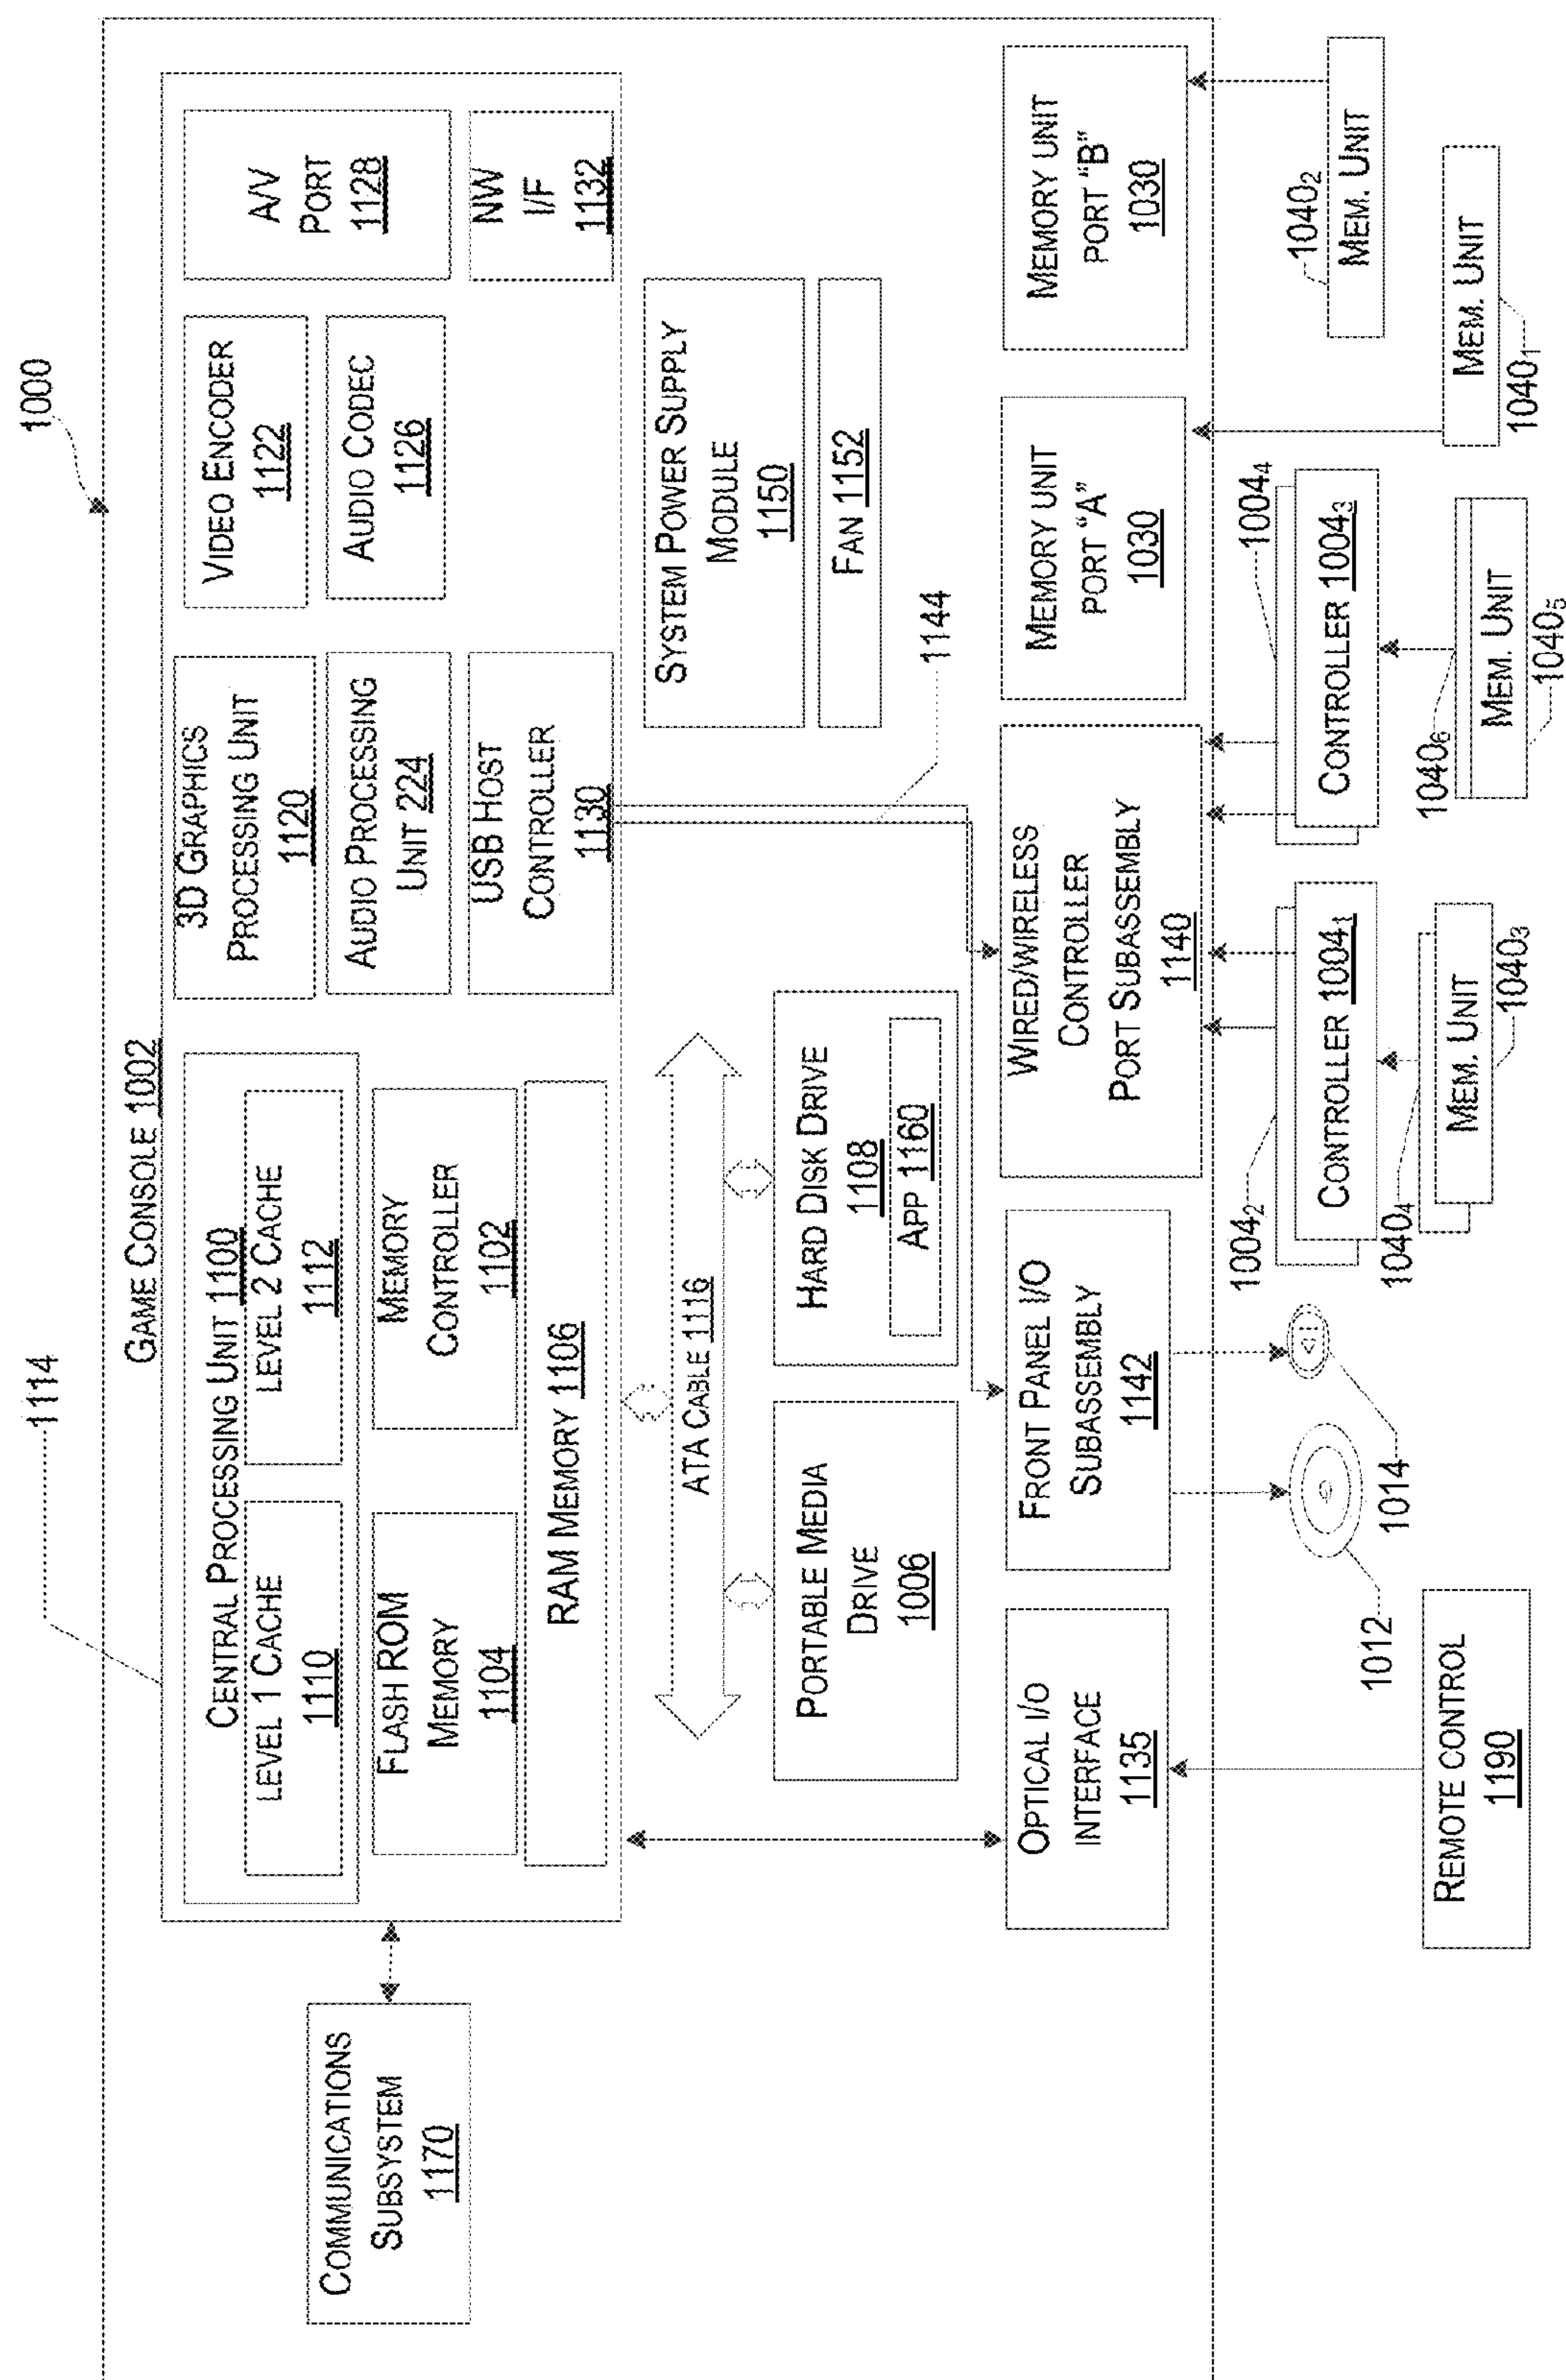 1000
1114
GAME CONSOLE 1002
CENTRAL PROCESSING UNIT 1100
LEVEL 1 CACHE
1110
LEVEL 2 CACHE
1112
3D GRAPHICS
PROCESSING UNIT
1120
VIDEO ENCODER
1122
A/V
PORT
1128
FLASH ROM
MEMORY
1104
MEMORY
CONTROLLER
1102
AUDIO PROCESSING
UNIT 224
AUDIO CODEC
1126
RAM MEMORY 1106
USB HOST
CONTROLLER
1130
NW
I/F
1132
COMMUNICATIONS
SUBSYSTEM
1170
ATA CABLE 1116
SYSTEM POWER SUPPLY
MODULE
1150
FAN 1152
PORTABLE MEDIA
DRIVE
1006
HARD DISK DRIVE
1108
APP 1160
1144
OPTICAL I/O
INTERFACE
1135
FRONT PANEL I/O
SUBASSEMBLY
1142
WIRED/WIRELESS
CONTROLLER
PORT SUBASSEMBLY
1140
MEMORY UNIT
PORT "A"
1030
MEMORY UNIT
PORT "B"
1030
1004₂
1004₄
1040₂
CONTROLLER 1004₁
CONTROLLER 1004₃
MEM. UNIT
1012
1014
1040₄
1040₆
REMOTE CONTROL
1190
MEM. UNIT
1040₃
MEM. UNIT
1040₅
MEM. UNIT
1040₁